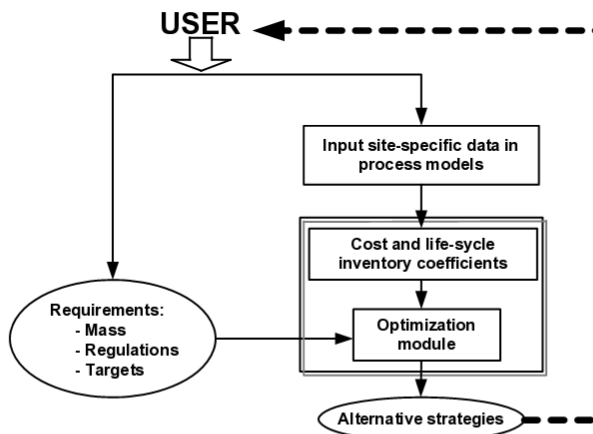 USER
Input site-specific data in
process models
Cost and life-sycle
inventory coefficients
Requirements:
- Mass
- Regulations
- Targets
Optimization
module
Alternative strategies